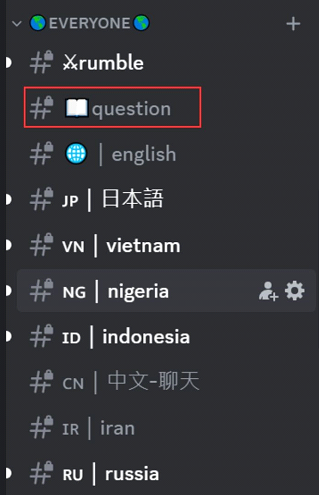 🌎EVERYONE🌎
⚔rumble
📖question
🌐 | english
JP | 日本語
VN | vietnam
NG | nigeria
ID | indonesia
CN | 中文-聊天
IR | iran
RU | russia